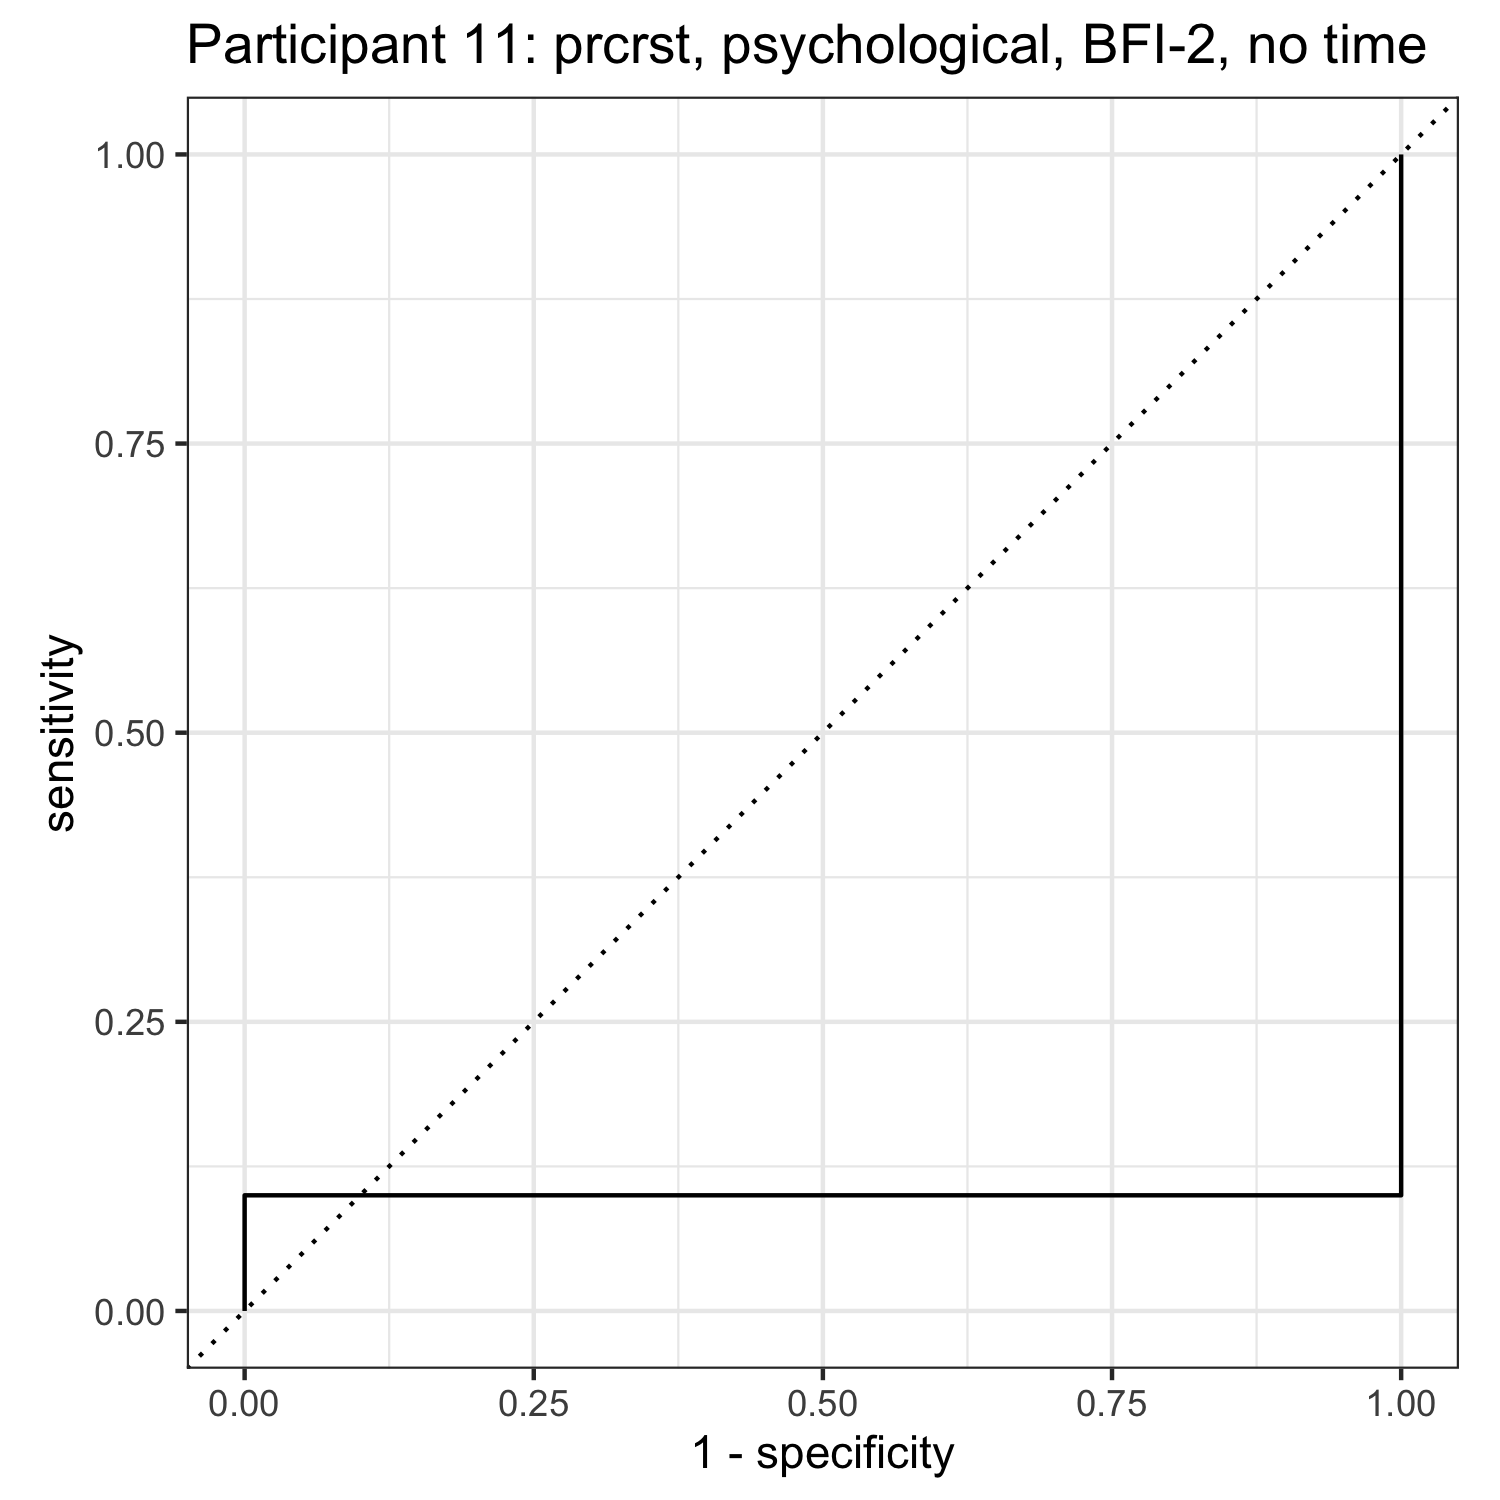 Participant 11: prcrst, psychological, BFI-2, no time
sensitivity
1.00
0.75
0.50
0.25
0.00
0.00 0.25 0.50 0.75 1.00
1 - specificity